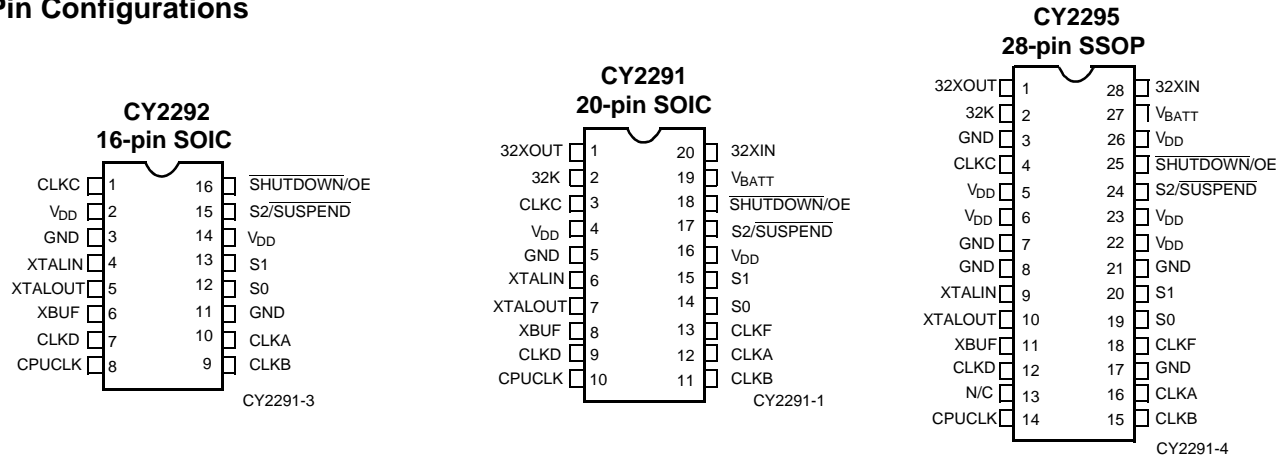 Pin Configurations
CY2292
16-pin SOIC
CLKC 1 16 SHUTDOWN/OE
VDD 2 15 S2/SUSPEND
GND 3 14 VDD
XTALIN 4 13 S1
XTALOUT 5 12 S0
XBUF 6 11 GND
CLKD 7 10 CLKA
CPUCLK 8 9 CLKB
CY2291-3
CY2291
20-pin SOIC
32XOUT 1 20 32XIN
32K 2 19 VBATT
CLKC 3 18 SHUTDOWN/OE
VDD 4 17 S2/SUSPEND
GND 5 16 VDD
XTALIN 6 15 S1
XTALOUT 7 14 S0
XBUF 8 13 CLKF
CLKD 9 12 CLKA
CPUCLK 10 11 CLKB
CY2291-1
CY2295
28-pin SSOP
32XOUT 1 28 32XIN
32K 2 27 VBATT
GND 3 26 VDD
CLKC 4 25 SHUTDOWN/OE
VDD 5 24 S2/SUSPEND
VDD 6 23 VDD
GND 7 22 VDD
GND 8 21 GND
XTALIN 9 20 S1
XTALOUT 10 19 S0
XBUF 11 18 CLKF
CLKD 12 17 GND
N/C 13 16 CLKA
CPUCLK 14 15 CLKB
CY2291-4